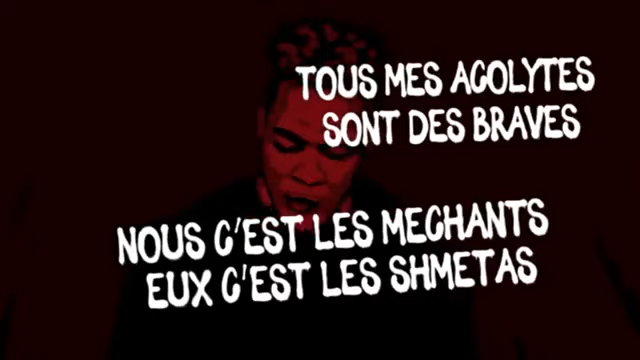 TOUS MES ACOLYTES
SONT DES BRAVES
NOUS C'EST LES MECHANTS
EUX C'EST LES SHMETAS